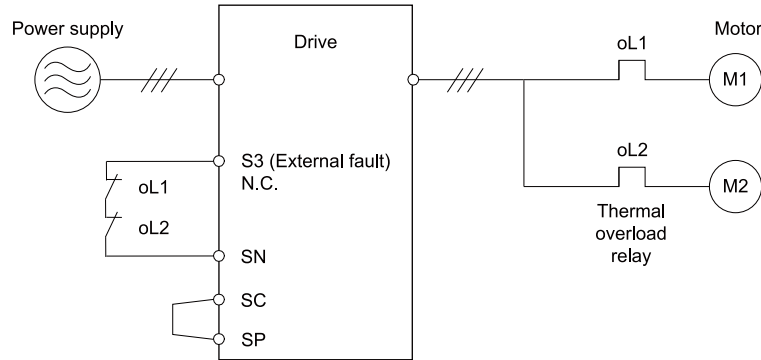 Power supply
Drive
oL1
Motor
M1
S3 (External fault)
N.C.
oL1
oL2
oL2
M2
Thermal
overload
relay
SN
SC
SP